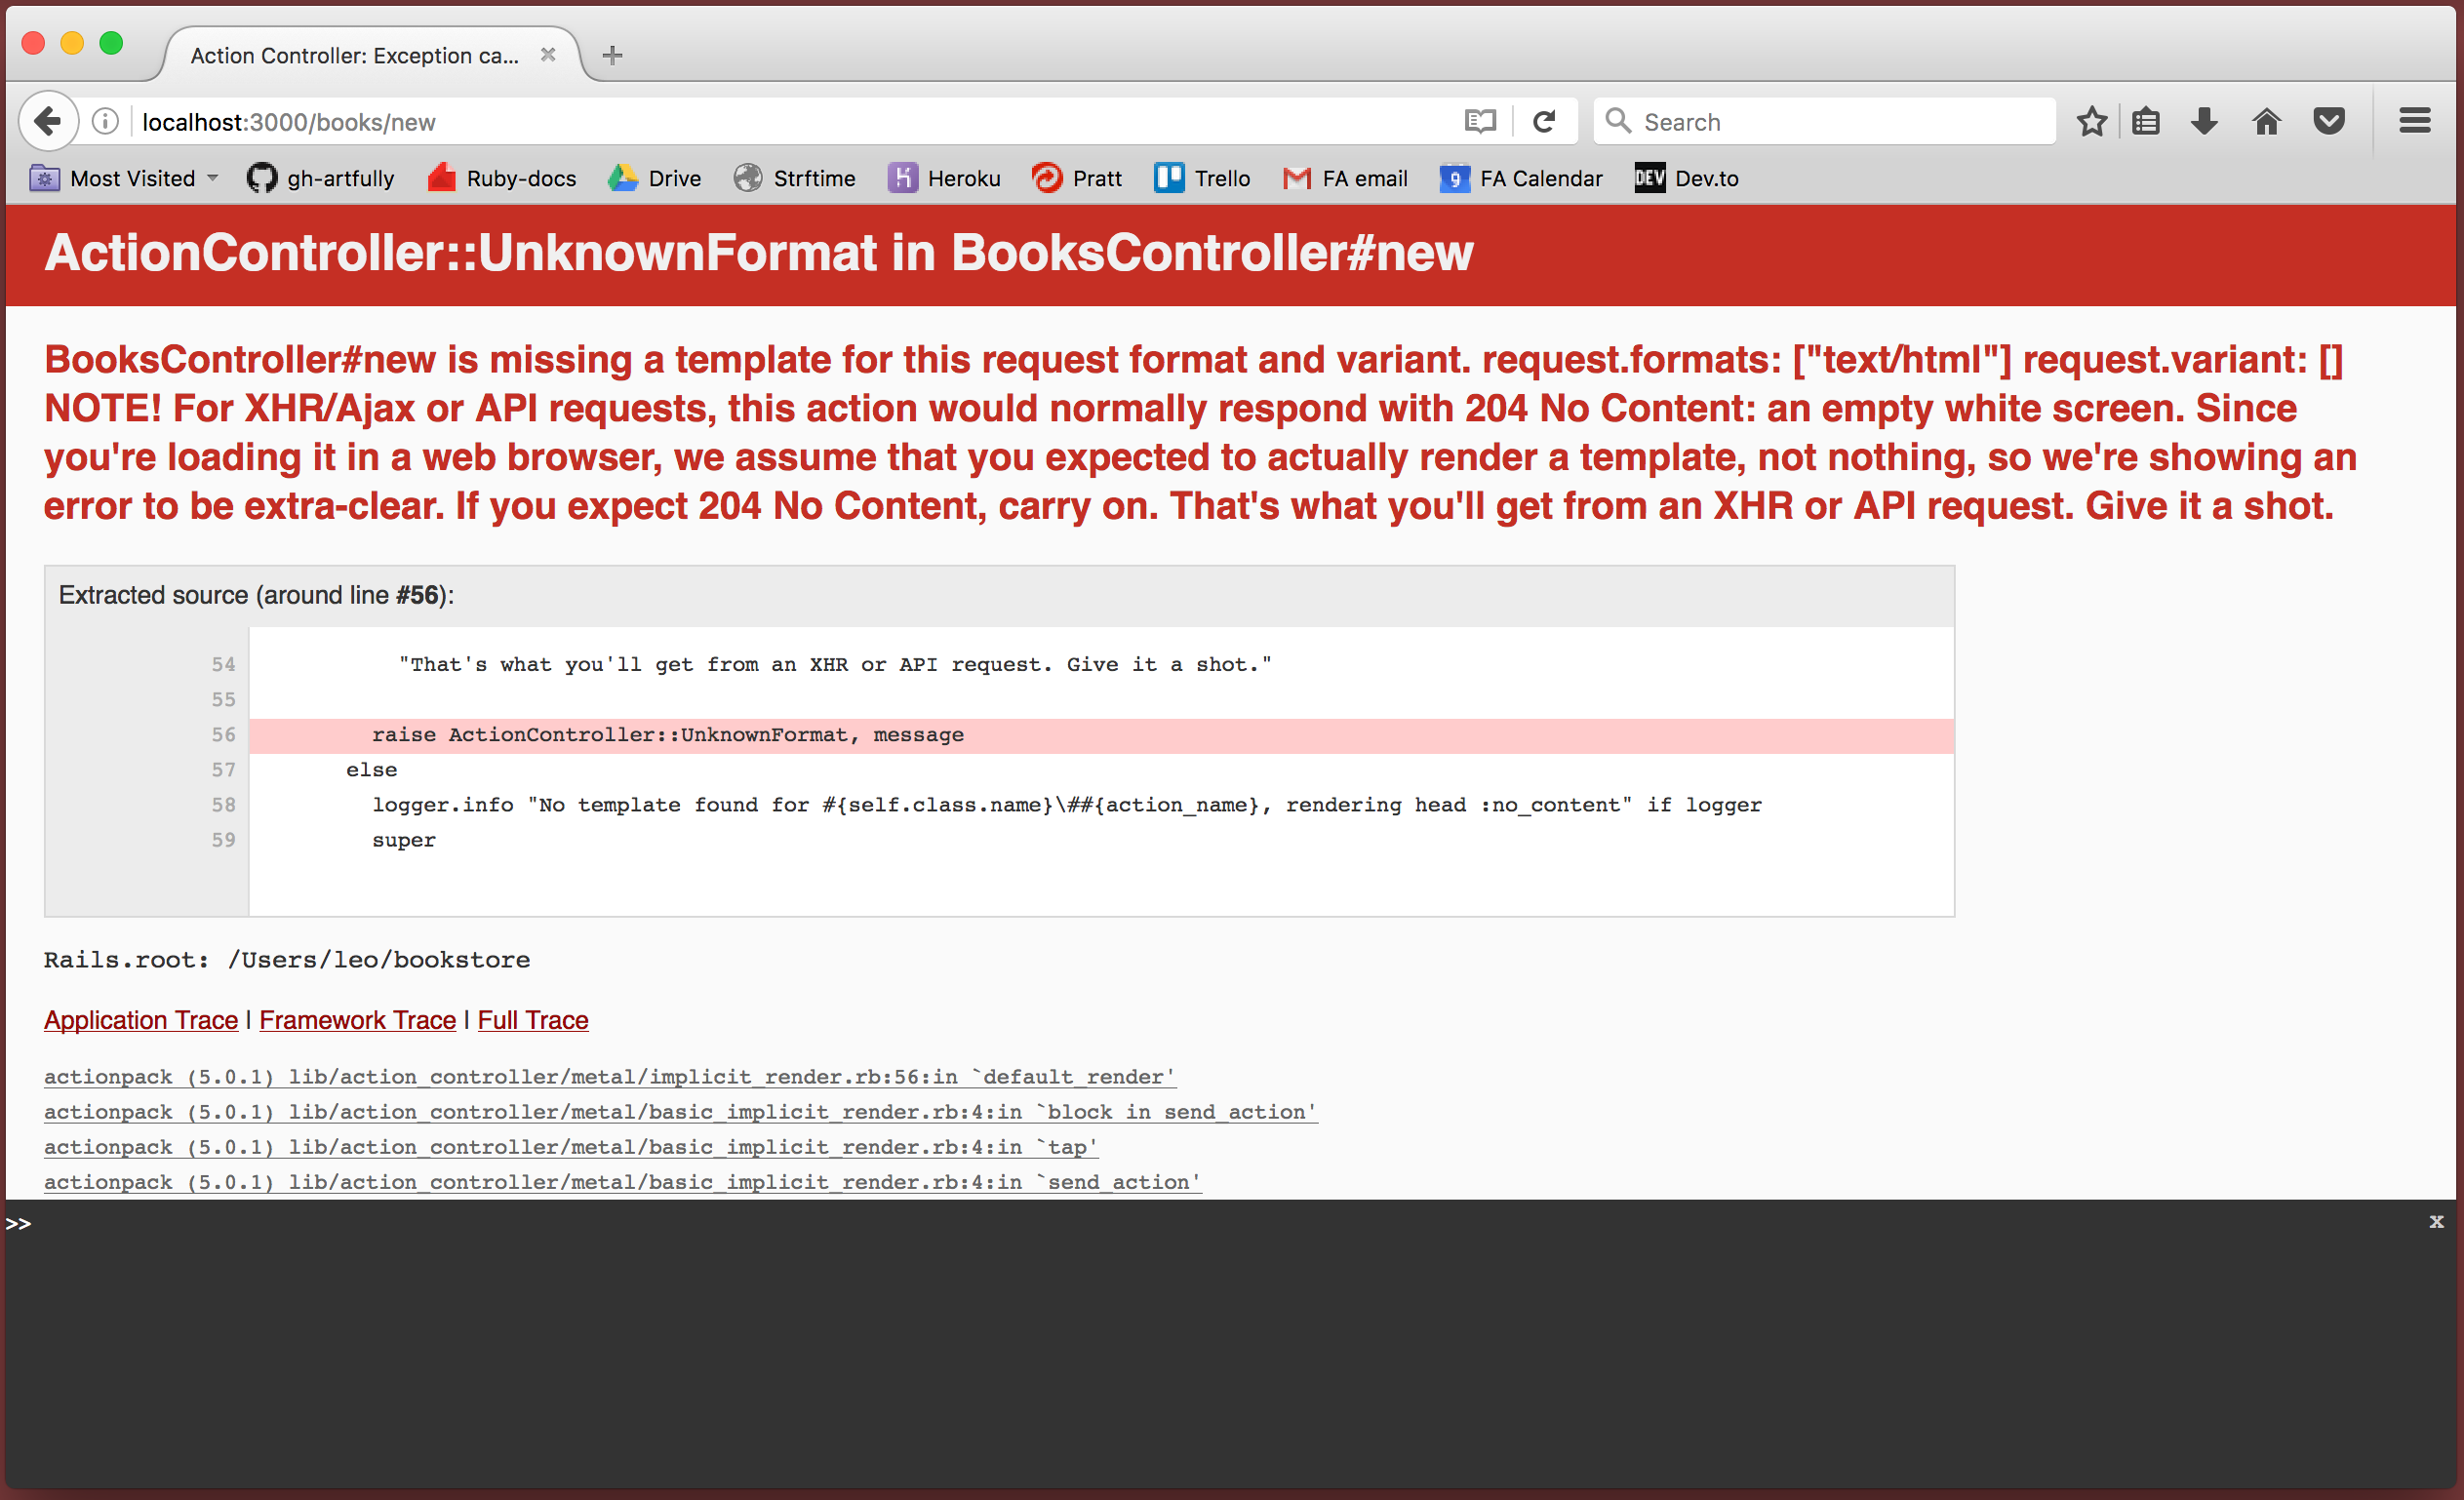 Action Controller: Exception ca...
localhost:3000/books/new
Search
Most Visited
gh-artfully
Ruby-docs
Drive
Strftime
Heroku
Pratt
Trello
FA email
9
FA Calendar
DEV
Dev.to
ActionController::UnknownFormat in BooksController#new
BooksController#new is missing a template for this request format and variant. request.formats: ["text/html"] request.variant: []
NOTE! For XHR/Ajax or API requests, this action would normally respond with 204 No Content: an empty white screen. Since
you're loading it in a web browser, we assume that you expected to actually render a template, not nothing, so we're showing an
error to be extra-clear. If you expect 204 No Content, carry on. That's what you'll get from an XHR or API request. Give it a shot.
Extracted source (around line #56):
54 "That's what you'll get from an XHR or API request. Give it a shot."
55
56 raise ActionController::UnknownFormat, message
57 else
58 logger.info "No template found for #{self.class.name}\##{action_name}, rendering head :no_content" if logger
59 super
Rails.root: /Users/leo/bookstore
Application Trace | Framework Trace | Full Trace
actionpack (5.0.1) lib/action_controller/metal/implicit_render.rb:56:in `default_render'
actionpack (5.0.1) lib/action_controller/metal/basic_implicit_render.rb:4:in `block in send_action'
actionpack (5.0.1) lib/action_controller/metal/basic_implicit_render.rb:4:in `tap'
actionpack (5.0.1) lib/action_controller/metal/basic_implicit_render.rb:4:in `send_action'
>>
x